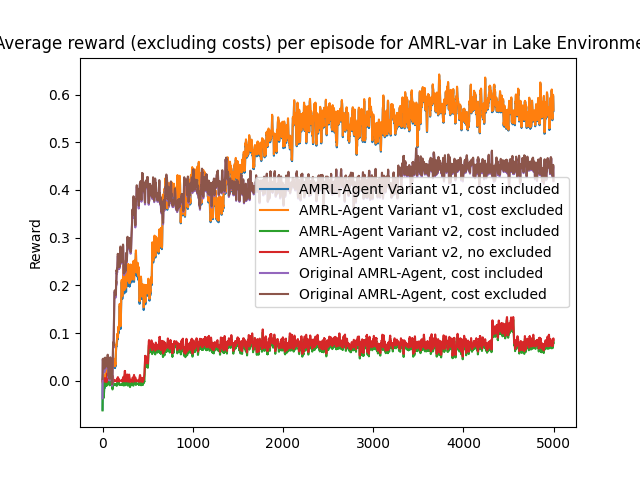 Average reward (excluding costs) per episode for AMRL-var in Lake Environme
Reward
0.6
0.5
0.4
0.3
0.2
0.1
0.0
AMRL-Agent Variant v1, cost included
AMRL-Agent Variant v1, cost excluded
AMRL-Agent Variant v2, cost included
AMRL-Agent Variant v2, no excluded
Original AMRL-Agent, cost included
Original AMRL-Agent, cost excluded
0 1000 2000 3000 4000 5000